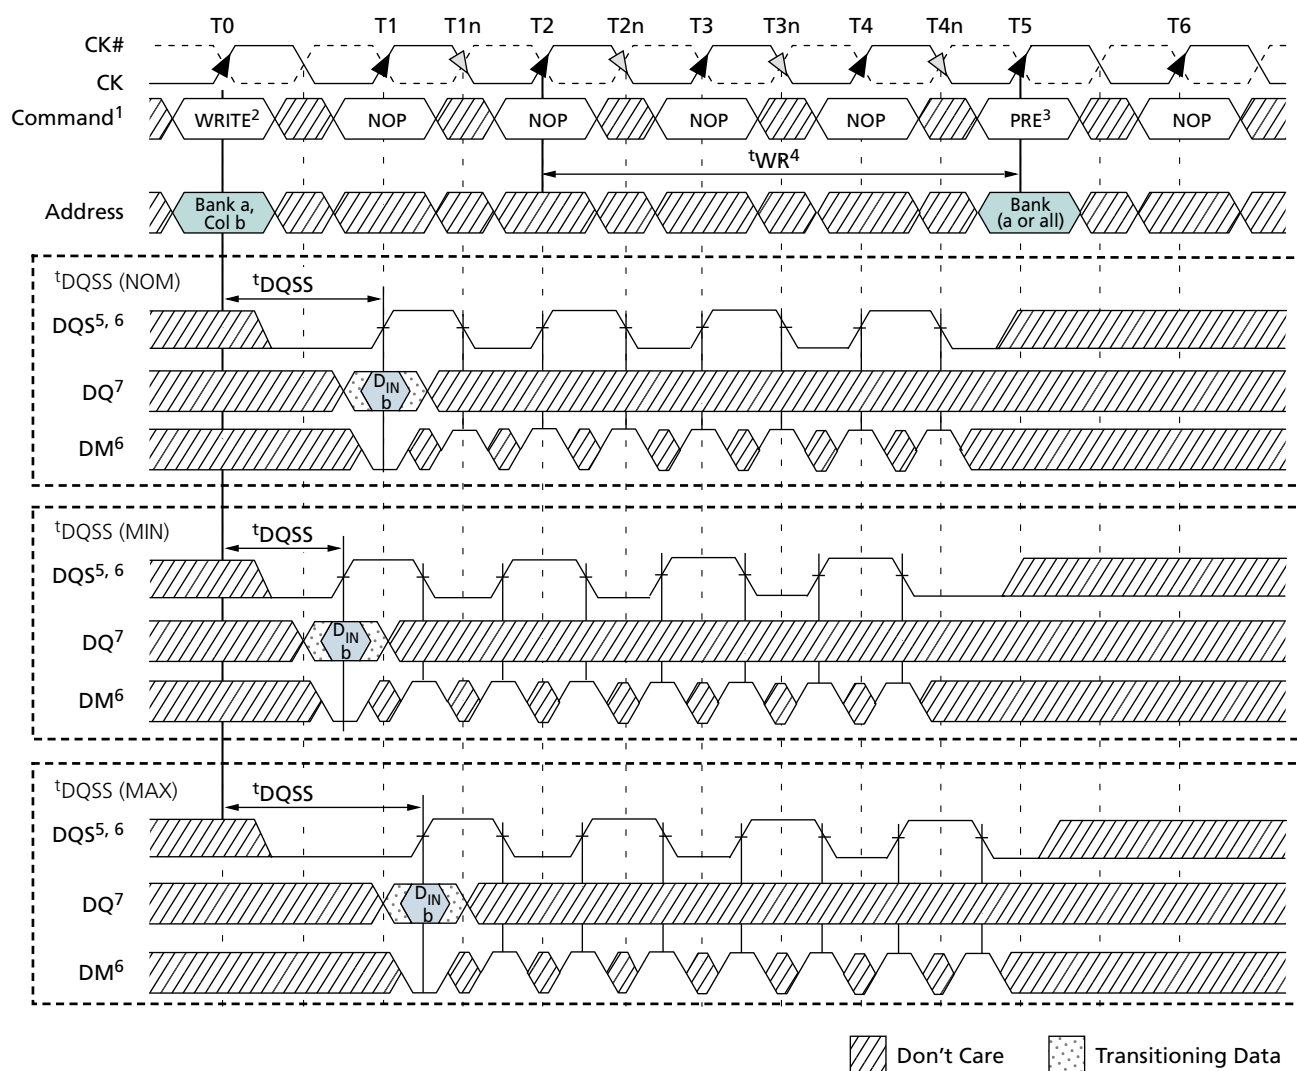 T0 T1 T1n T2 T2n T3 T3n T4 T4n T5 T6
CK#
CK
Command1 WRITE2 NOP NOP NOP NOP PRE3 NOP
tWR4
Address Bank a, Col b Bank (a or all)
tDQSS (NOM) tDQSS
DQS5, 6
DQ7 DIN b
DM6
tDQSS (MIN) tDQSS
DQS5, 6
DQ7 DIN b
DM6
tDQSS (MAX) tDQSS
DQS5, 6
DQ7 DIN b
DM6
Don't Care Transitioning Data